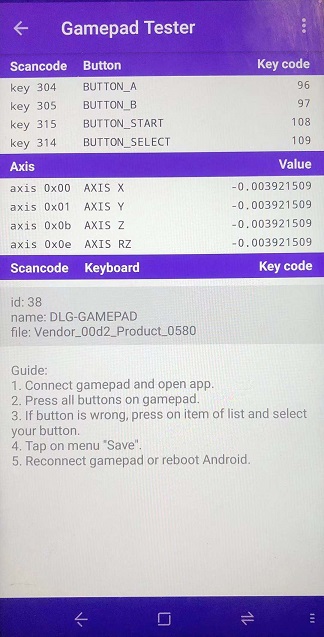 Gamepad Tester
Scancode Button Key code
key 304 BUTTON_A 96
key 305 BUTTON_B 97
key 315 BUTTON_START 108
key 314 BUTTON_SELECT 109
Axis Value
axis 0x00 AXIS X -0.003921509
axis 0x01 AXIS Y -0.003921509
axis 0x0b AXIS Z -0.003921509
axis 0x0e AXIS RZ -0.003921509
Scancode Keyboard Key code
id: 38
name: DLG-GAMEPAD
file: Vendor_00d2_Product_0580
Guide:
1. Connect gamepad and open app.
2. Press all buttons on gamepad.
3. If button is wrong, press on item of list and select
your button.
4. Tap on menu "Save".
5. Reconnect gamepad or reboot Android.